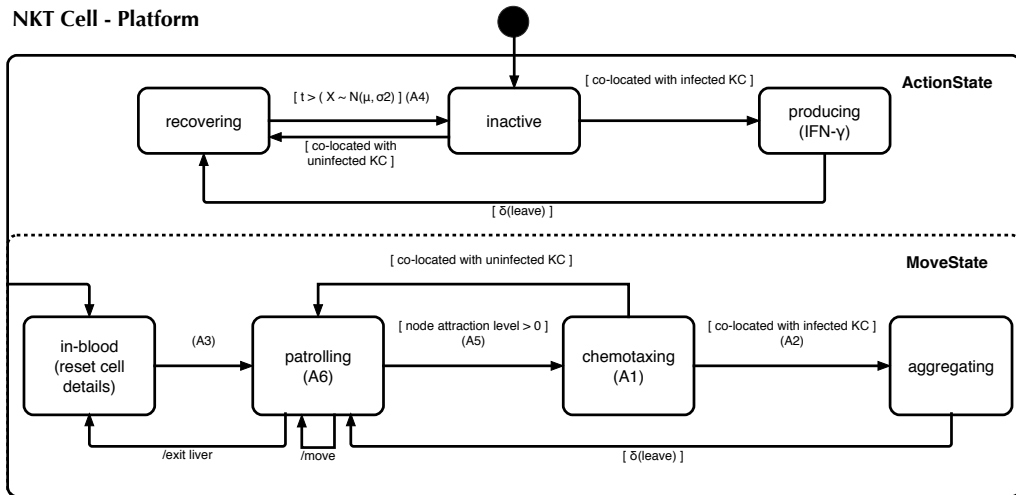 NKT Cell - Platform
ActionState
[ t > ( X ~ N(μ, σ2) ] (A4)
[ co-located with infected KC ]
recovering
inactive
producing
(IFN-γ)
[ co-located with
uninfected KC ]
[ δ(leave) ]
MoveState
[ co-located with uninfected KC ]
in-blood
(reset cell
details)
(A3)
patrolling
(A6)
[ node attraction level > 0 ]
(A5)
chemotaxing
(A1)
[ co-located with infected KC ]
(A2)
aggregating
/exit liver
/move
[ δ(leave) ]